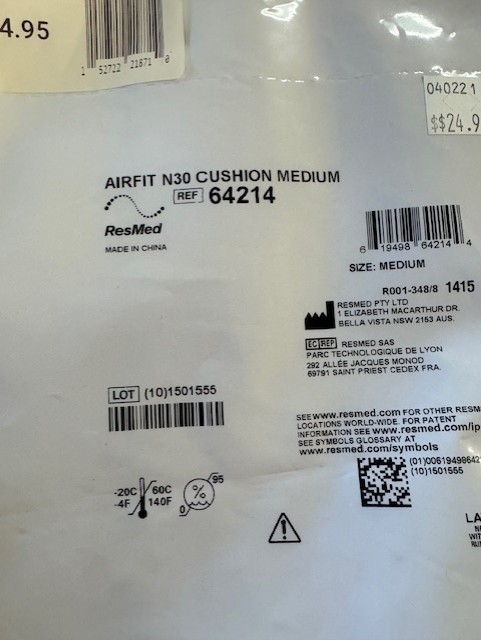 4.95
1 52722 21871 0
040221
$$24.9
AIRFIT N30 CUSHION MEDIUM
REF 64214
ResMed
MADE IN CHINA
6 19498 64214 4
SIZE: MEDIUM
R001-348/8 1415
RESMED PTY LTD
1 ELIZABETH MACARTHUR DR.
BELLA VISTA NSW 2153 AUS.
EC REP RESMED SAS
PARC TECHNOLOGIQUE DE LYON
292 ALLÉE JACQUES MONOD
69791 SAINT PRIEST CEDEX FRA.
LOT (10)1501555
SEE www.resmed.com FOR OTHER RESM
LOCATIONS WORLD-WIDE. FOR PATENT
INFORMATION SEE www.resmed.com/ip
SEE SYMBOLS GLOSSARY AT
www.resmed.com/symbols
(01)00619498642
(10)1501555
-20C 60C
-4F 140F
95
%
0
LA
WIT
RU